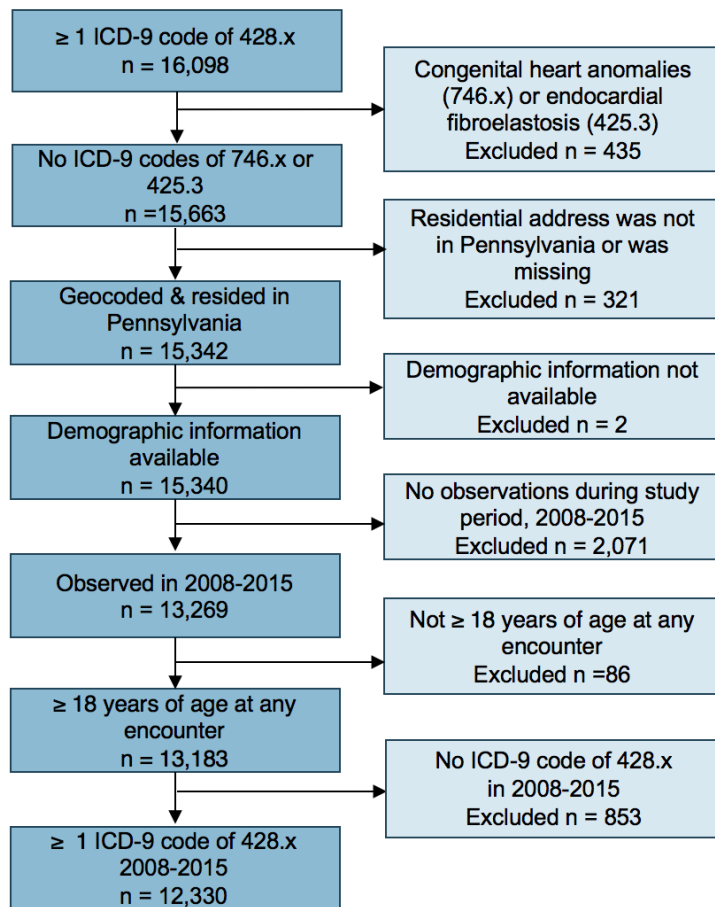 ≥ 1 ICD-9 code of 428.x
n = 16,098
Congenital heart anomalies
(746.x) or endocardial
fibroelastosis (425.3)
Excluded n = 435
No ICD-9 codes of 746.x or
425.3
n =15,663
Residential address was not
in Pennsylvania or was
missing
Excluded n = 321
Geocoded & resided in
Pennsylvania
n = 15,342
Demographic information not
available
Excluded n = 2
Demographic information
available
n = 15,340
No observations during study
period, 2008-2015
Excluded n = 2,071
Observed in 2008-2015
n = 13,269
Not ≥ 18 years of age at any
encounter
Excluded n =86
≥ 18 years of age at any
encounter
n = 13,183
No ICD-9 code of 428.x
in 2008-2015
Excluded n = 853
≥ 1 ICD-9 code of 428.x
2008-2015
n = 12,330